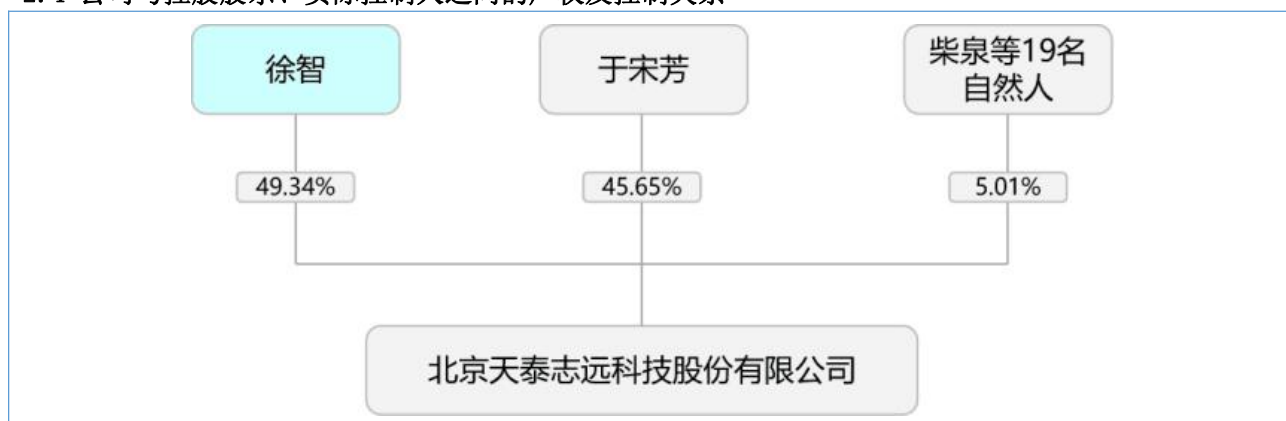 徐智
于宋芳
柴泉等19名
自然人
49.34%
45.65%
5.01%
北京天泰志远科技股份有限公司